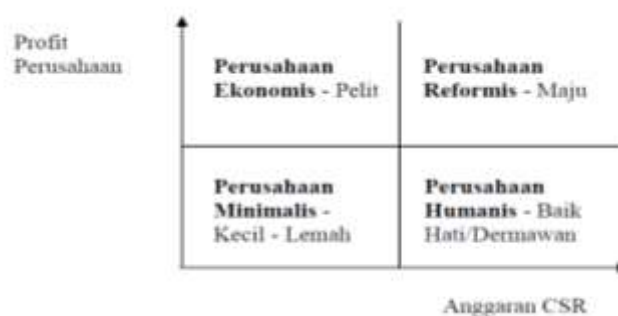 Profit
Perusahaan
Perusahaan
Ekonomis - Pelit
Perusahaan
Reformis - Maju
Perusahaan
Minimalis -
Kecil - Lemah
Perusahaan
Humanis - Baik
Hati/Dermawan
Anggaran CSR